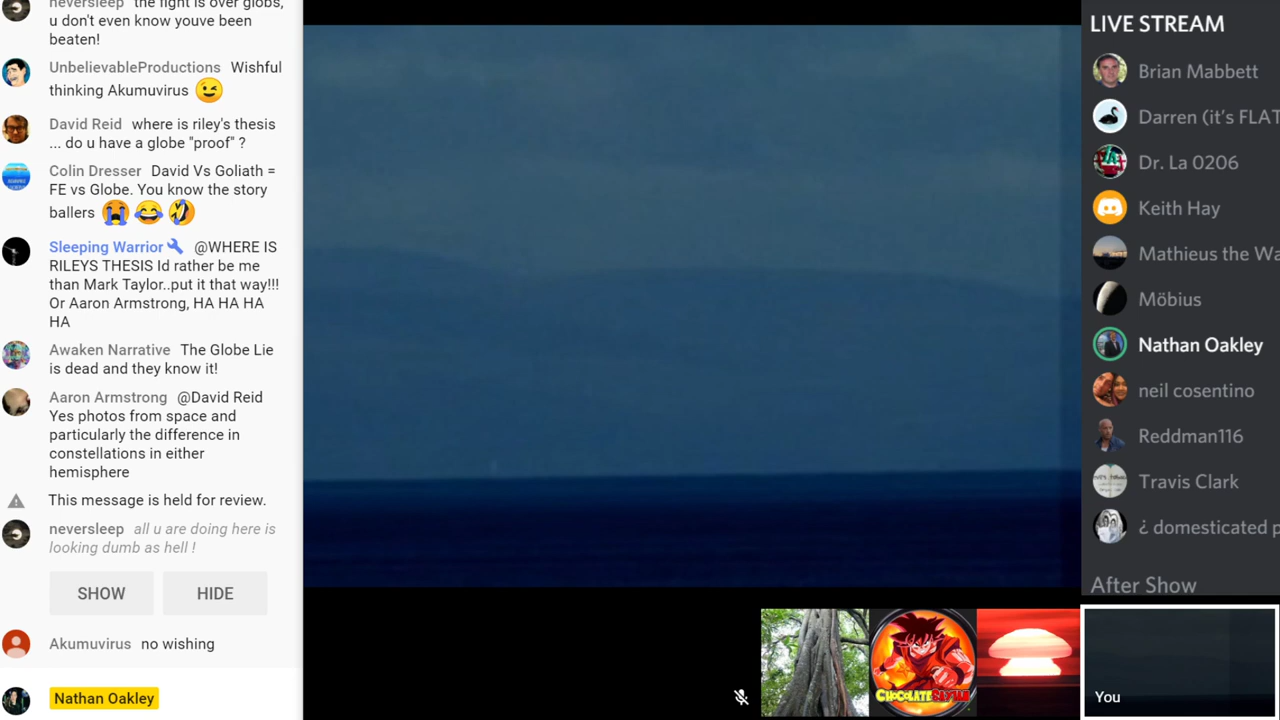 neversleep the fight is over globs,
u don't even know youve been
beaten!
UnbelievableProductions Wishful
thinking Akumuvirus
David Reid where is riley's thesis
... do u have a globe "proof" ?
Colin Dresser David Vs Goliath =
FE vs Globe. You know the story
ballers
Sleeping Warrior @WHERE IS
RILEYS THESIS Id rather be me
than Mark Taylor..put it that way!!!
Or Aaron Armstrong, HA HA HA
HA
Awaken Narrative The Globe Lie
is dead and they know it!
Aaron Armstrong @David Reid
Yes photos from space and
particularly the difference in
constellations in either
hemisphere
This message is held for review.
neversleep all u are doing here is
looking dumb as hell !
SHOW HIDE
Akumuvirus no wishing
Nathan Oakley
CHOCOLATE SAIYAN
You
LIVE STREAM
Brian Mabbett
Darren (it's FLAT
Dr. La 0206
Keith Hay
Mathieus the Wa
Möbius
Nathan Oakley
neil cosentino
Reddman116
Travis Clark
¿ domesticated p
After Show